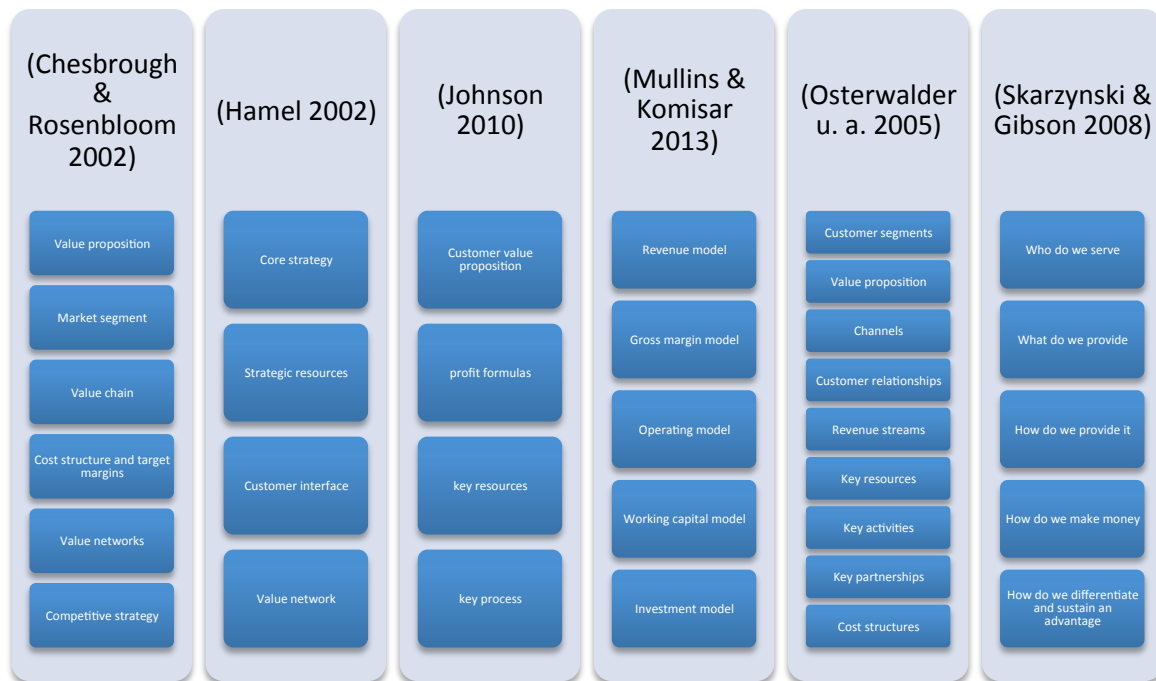 (Chesbrough
&
Rosenbloom
2002)
Value proposition
Market segment
Value chain
Cost structure and target
margins
Value networks
Competitive strategy
(Hamel 2002)
Core strategy
Strategic resources
Customer interface
Value network
(Johnson
2010)
Customer value
proposition
profit formulas
key resources
key process
(Mullins &
Komisar
2013)
Revenue model
Gross margin model
Operating model
Working capital model
Investment model
(Osterwalder
u. a. 2005)
Customer segments
Value proposition
Channels
Customer relationships
Revenue streams
Key resources
Key activities
Key partnerships
Cost structures
(Skarzynski &
Gibson 2008)
Who do we serve
What do we provide
How do we provide it
How do we make money
How do we differentiate
and sustain an
advantage